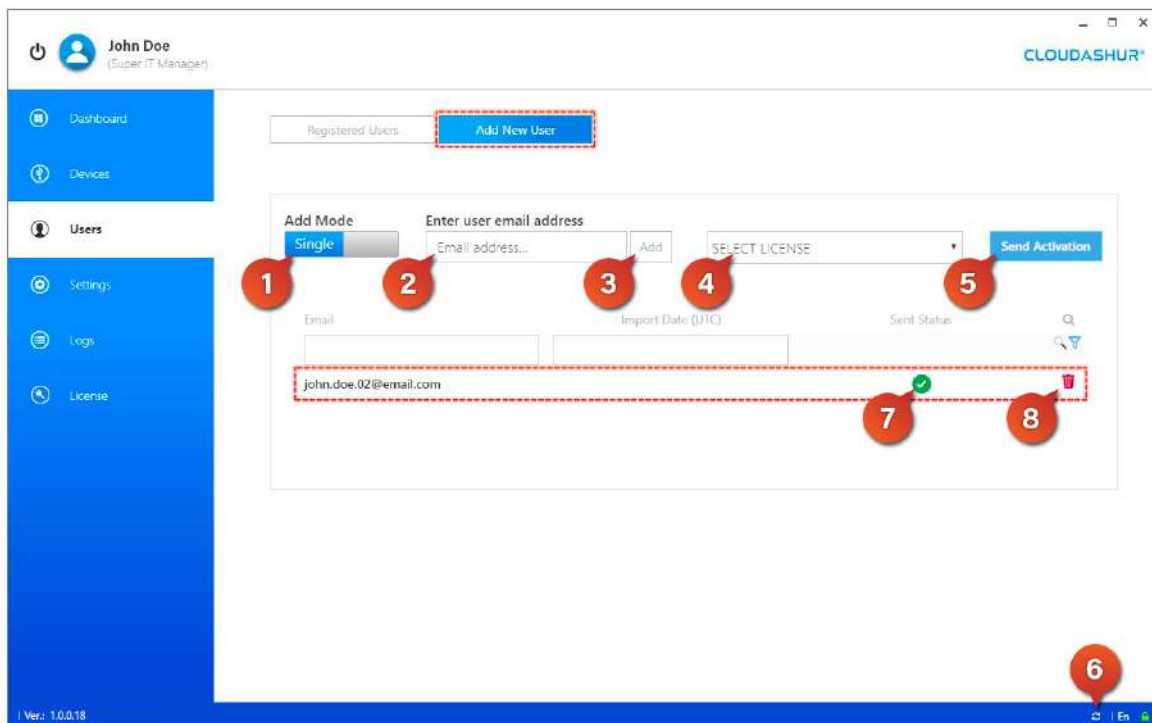 John Doe
(Super IT Manager)
CLOUDASHUR®
Dashboard
Devices
Users
Settings
Logs
License
Registered Users
Add New User
Add Mode
Enter user email address
Single
Email address...
Add
SELECT LICENSE
Send Activation
1
2
3
4
5
Email
Import Date (UTC)
Sent Status
john.doe.02@email.com
7
8
6
| Ver.: 1.0.0.18
| En